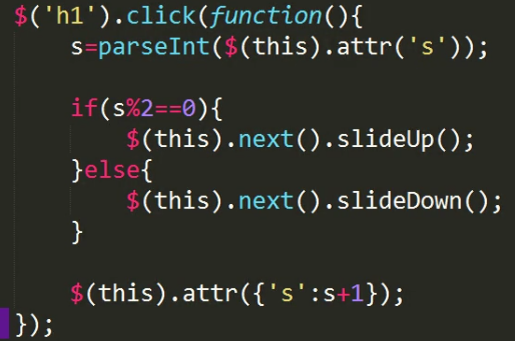 $('h1').click(function(){
    s=parseInt($(this).attr('s'));
    if(s%2==0){
        $(this).next().slideUp();
    }else{
        $(this).next().slideDown();
    }
    $(this).attr({'s':s+1});
});